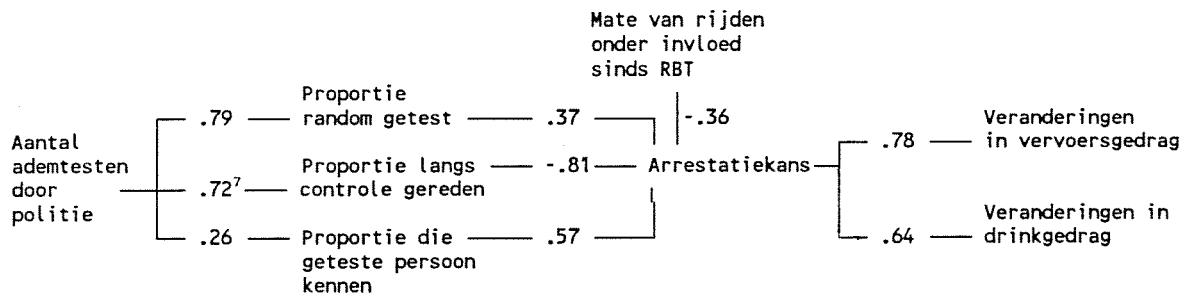 Mate van rijden
onder invloed
sinds RBT
-.36
Aantal
ademtesten
door
politie
.79
Proportie
random getest
.37
.72⁷
Proportie langs
controle gereden
-.81
.26
Proportie die
geteste persoon
kennen
.57
Arrestatiekans
.78
Veranderingen
in vervoersgedrag
.64
Veranderingen in
drinkgedrag